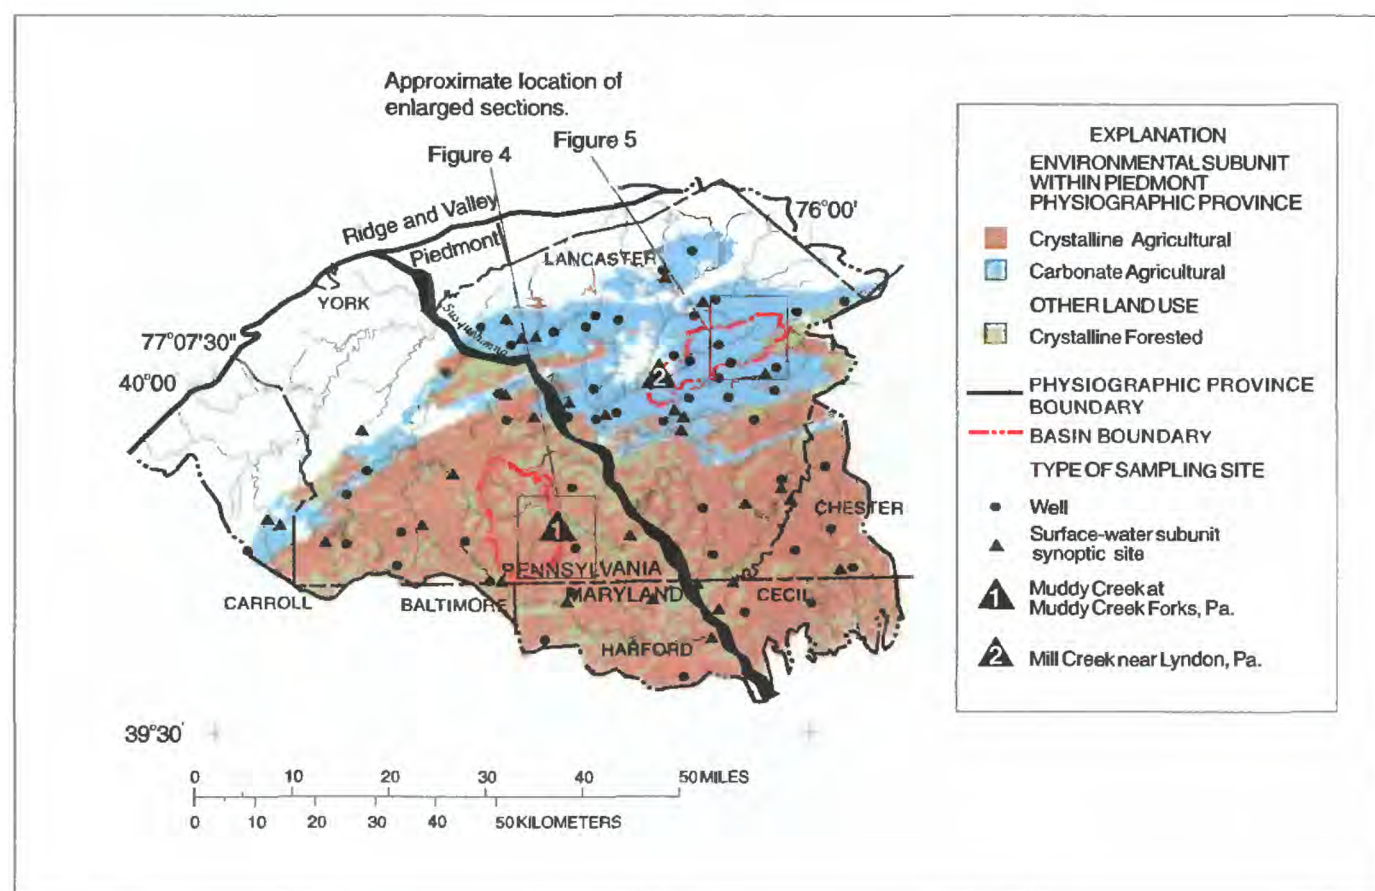 Approximate location of
enlarged sections.
Figure 4
Figure 5
Ridge and Valley
Piedmont
76°00'
LANCASTER
YORK
Susquehanna
77°07'30"
40°00
2
1
CHESTER
PENNSYLVANIA
MARYLAND
CARROLL
BALTIMORE
CECIL
HARFORD
39°30'
0 10 20 30 40 50 MILES
0 10 20 30 40 50 KILOMETERS
EXPLANATION
ENVIRONMENTAL SUBUNIT
WITHIN PIEDMONT
PHYSIOGRAPHIC PROVINCE
Crystalline Agricultural
Carbonate Agricultural
OTHER LAND USE
Crystalline Forested
PHYSIOGRAPHIC PROVINCE
BOUNDARY
BASIN BOUNDARY
TYPE OF SAMPLING SITE
Well
Surface-water subunit
synoptic site
1 Muddy Creek at
Muddy Creek Forks, Pa.
2 Mill Creek near Lyndon, Pa.